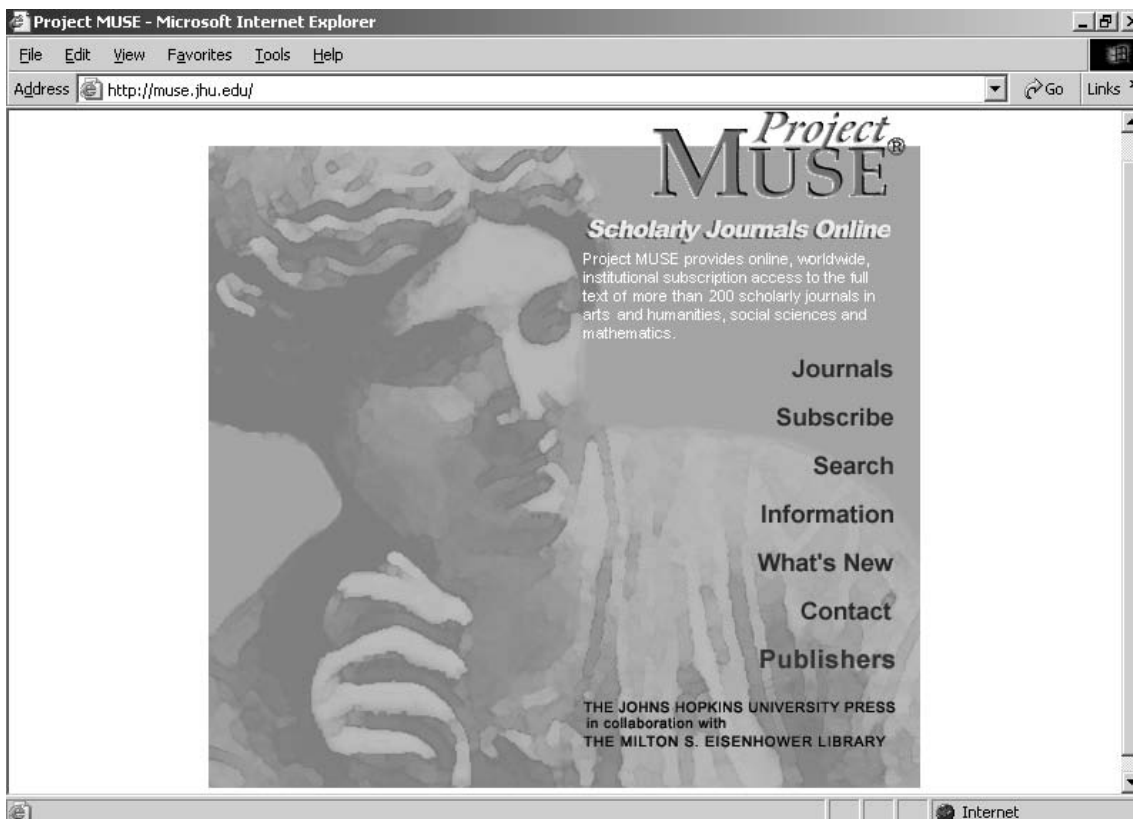 Project MUSE - Microsoft Internet Explorer
File Edit View Favorites Tools Help
Address http://muse.jhu.edu/ Go Links
Project
MUSE®
Scholarly Journals Online
Project MUSE provides online, worldwide,
institutional subscription access to the full
text of more than 200 scholarly journals in
arts and humanities, social sciences and
mathematics.
Journals
Subscribe
Search
Information
What's New
Contact
Publishers
THE JOHNS HOPKINS UNIVERSITY PRESS
in collaboration with
THE MILTON S. EISENHOWER LIBRARY
Internet